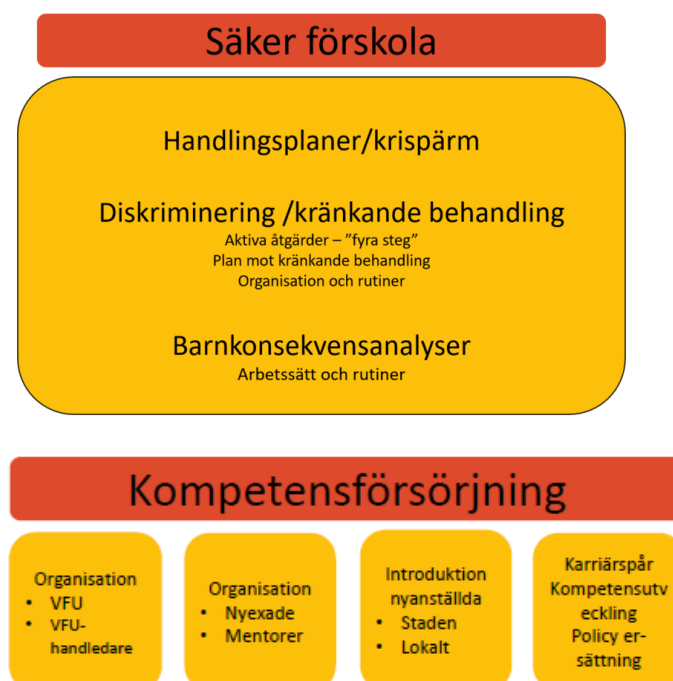 Säker förskola
Handlingsplaner/krispärm
Diskriminering /kränkande behandling
Aktiva åtgärder – ”fyra steg”
Plan mot kränkande behandling
Organisation och rutiner
Barnkonsekvensanalyser
Arbetssätt och rutiner
Kompetensförsörjning
Organisation
• VFU
• VFU-
handledare
Organisation
• Nyexade
• Mentorer
Introduktion
nyanställda
• Staden
• Lokalt
Karriärspår
Kompetensutv
eckling
Policy er-
sättning